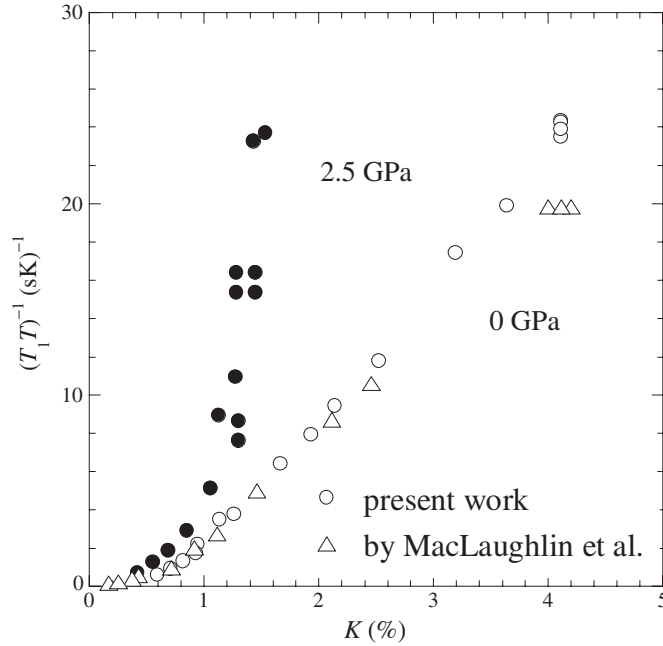 30
20
10
0
(T₁T)⁻¹ (sK)⁻¹
2.5 GPa
0 GPa
present work
by MacLaughlin et al.
0 1 2 3 4 5
K (%)